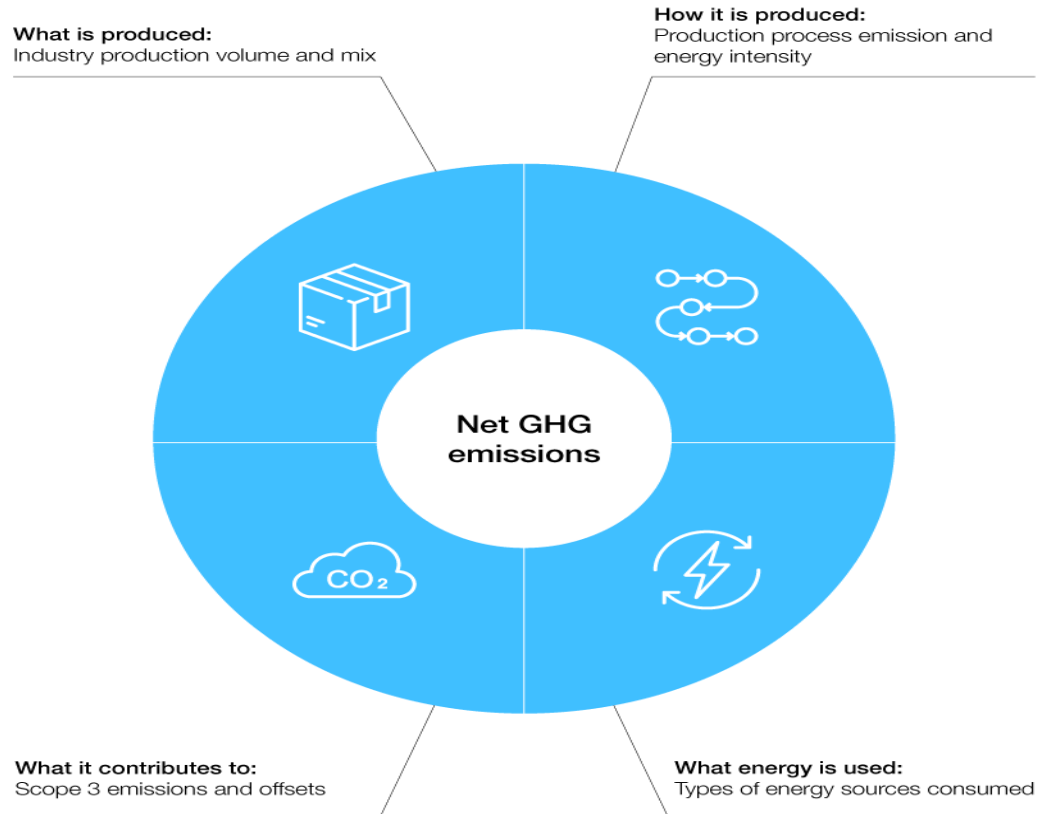 What is produced:
Industry production volume and mix
How it is produced:
Production process emission and
energy intensity
Net GHG
emissions
CO₂
What it contributes to:
Scope 3 emissions and offsets
What energy is used:
Types of energy sources consumed